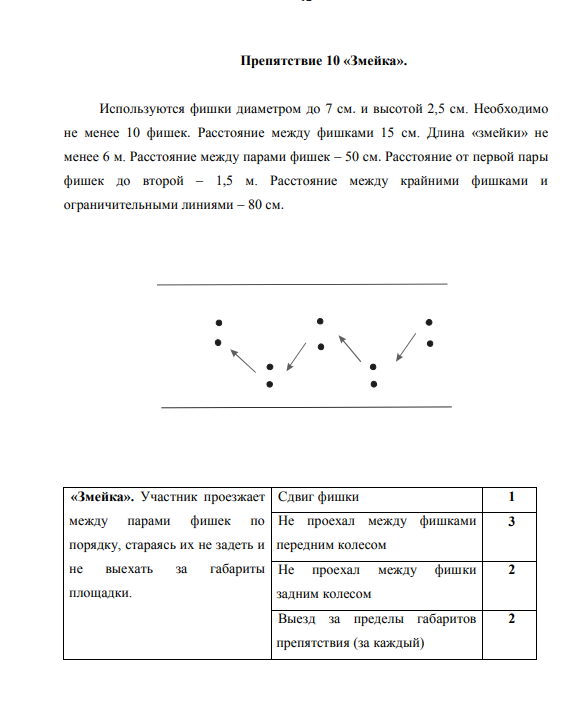 Препятствие 10 «Змейка».
Используются фишки диаметром до 7 см. и высотой 2,5 см. Необходимо
не менее 10 фишек. Расстояние между фишками 15 см. Длина «змейки» не
менее 6 м. Расстояние между парами фишек – 50 см. Расстояние от первой пары
фишек до второй – 1,5 м. Расстояние между крайними фишками и
ограничительными линиями – 80 см.
«Змейка». Участник проезжает
между парами фишек по
порядку, стараясь их не задеть и
не выехать за габариты
площадки.
Сдвиг фишки
1
Не проехал между фишками
передним колесом
3
Не проехал между фишки
задним колесом
2
Выезд за пределы габаритов
препятствия (за каждый)
2